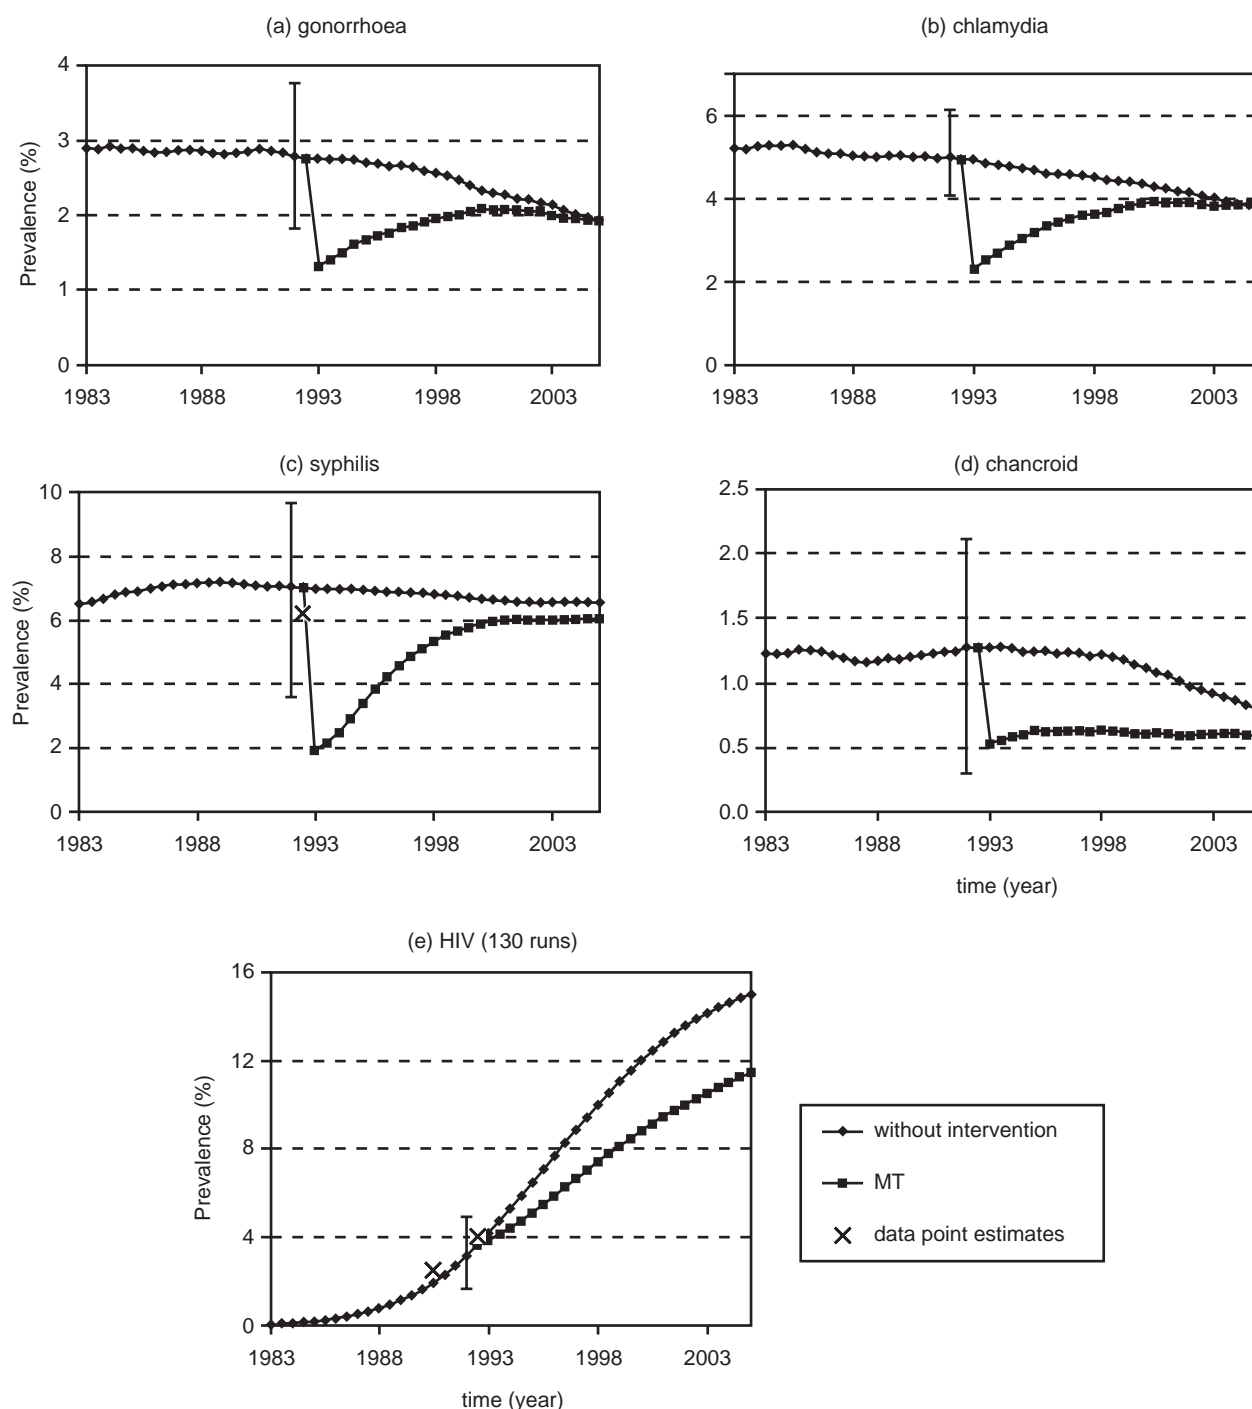 (a) gonorrhoea
4
3
2
1
0
Prevalence (%)
1983 1988 1993 1998 2003
(b) chlamydia
6
4
2
0
1983 1988 1993 1998 2003
(c) syphilis
10
8
6
4
2
0
Prevalence (%)
1983 1988 1993 1998 2003
(d) chancroid
2.5
2.0
1.5
1.0
0.5
0.0
1983 1988 1993 1998 2003
time (year)
(e) HIV (130 runs)
16
12
8
4
0
Prevalence (%)
1983 1988 1993 1998 2003
time (year)
without intervention
MT
data point estimates